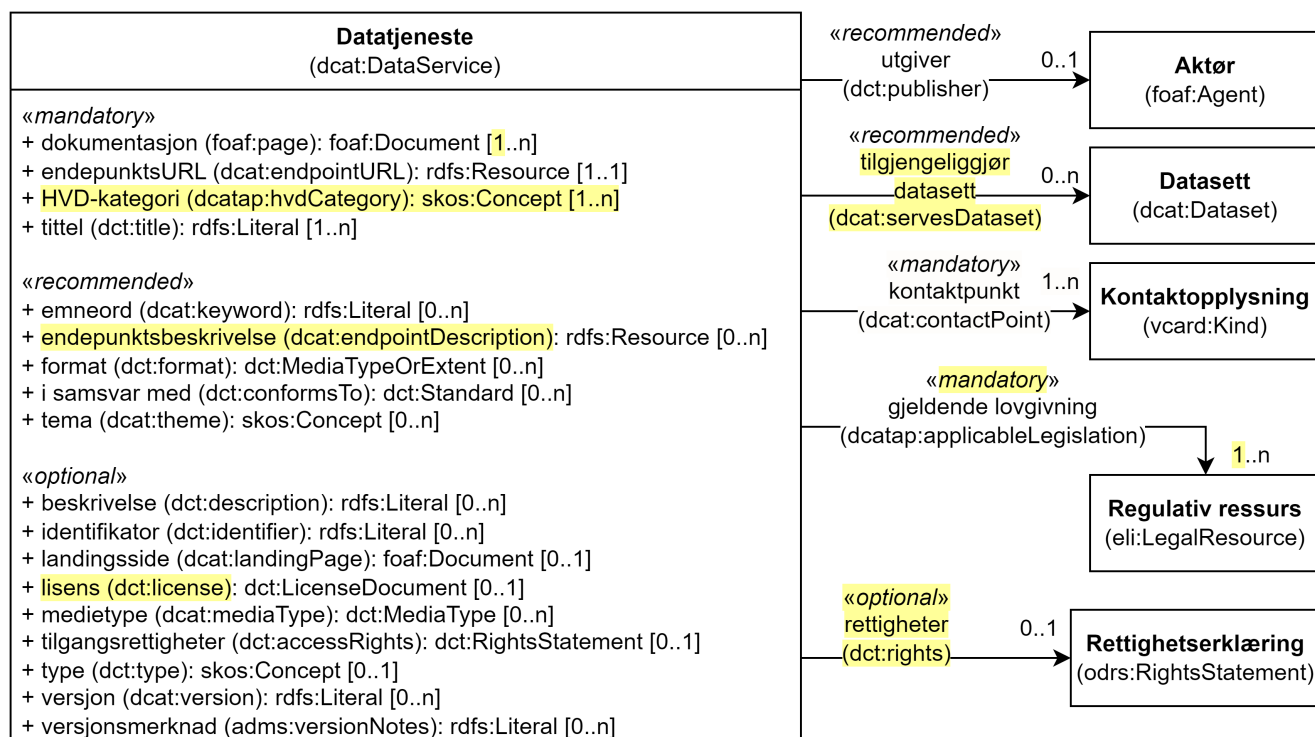 Datatjeneste
(dcat:DataService)
«mandatory»
+ dokumentasjon (foaf:page): foaf:Document [1..n]
+ endepunktsURL (dcat:endpointURL): rdfs:Resource [1..1]
+ HVD-kategori (dcatap:hvdCategory): skos:Concept [1..n]
+ tittel (dct:title): rdfs:Literal [1..n]
«recommended»
+ emneord (dcat:keyword): rdfs:Literal [0..n]
+ endepunktsbeskrivelse (dcat:endpointDescription): rdfs:Resource [0..n]
+ format (dct:format): dct:MediaTypeOrExtent [0..n]
+ i samsvar med (dct:conformsTo): dct:Standard [0..n]
+ tema (dcat:theme): skos:Concept [0..n]
«optional»
+ beskrivelse (dct:description): rdfs:Literal [0..n]
+ identifikator (dct:identifier): rdfs:Literal [0..n]
+ landingsside (dcat:landingPage): foaf:Document [0..1]
+ lisens (dct:license): dct:LicenseDocument [0..1]
+ medietype (dcat:mediaType): dct:MediaType [0..n]
+ tilgangsrettigheter (dct:accessRights): dct:RightsStatement [0..1]
+ type (dct:type): skos:Concept [0..1]
+ versjon (dcat:version): rdfs:Literal [0..n]
+ versjonsmerknad (adms:versionNotes): rdfs:Literal [0..n]
«recommended»
utgiver
(dct:publisher)
0..1
Aktør
(foaf:Agent)
«recommended»
tilgjengeliggjør
datasett
(dcat:servesDataset)
0..n
Datasett
(dcat:Dataset)
«mandatory»
kontaktpunkt
(dcat:contactPoint)
1..n
Kontaktopplysning
(vcard:Kind)
«mandatory»
gjeldende lovgivning
(dcatap:applicableLegislation)
1..n
Regulativ ressurs
(eli:LegalResource)
«optional»
rettigheter
(dct:rights)
0..1
Rettighetserklæring
(odrs:RightsStatement)